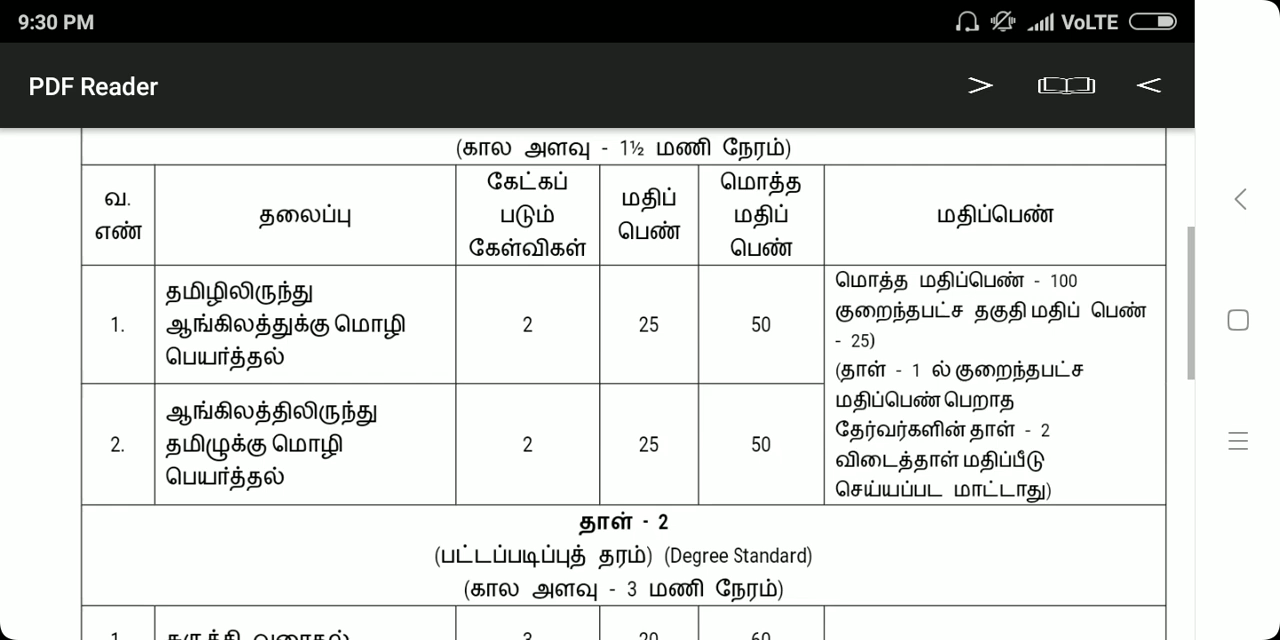 9:30 PM VoLTE
PDF Reader
(கால அளவு - 1½ மணி நேரம்)
வ.
எண்
தலைப்பு
கேட்கப்
படும்
கேள்விகள்
மதிப்
பெண்
மொத்த
மதிப்
பெண்
மதிப்பெண்
1.
தமிழிலிருந்து
ஆங்கிலத்துக்கு மொழி
பெயர்த்தல்
2
25
50
மொத்த மதிப்பெண் - 100
குறைந்தபட்ச தகுதி மதிப் பெண்
- 25)
(தாள் - 1 ல் குறைந்தபட்ச
மதிப்பெண் பெறாத
தேர்வர்களின் தாள் - 2
விடைத்தாள் மதிப்பீடு
செய்யப்பட மாட்டாது)
2.
ஆங்கிலத்திலிருந்து
தமிழுக்கு மொழி
பெயர்த்தல்
2
25
50
தாள் - 2
(பட்டப்படிப்புத் தரம்) (Degree Standard)
(கால அளவு - 3 மணி நேரம்)
1. சுருக்கி வரைதல் 3 20 60